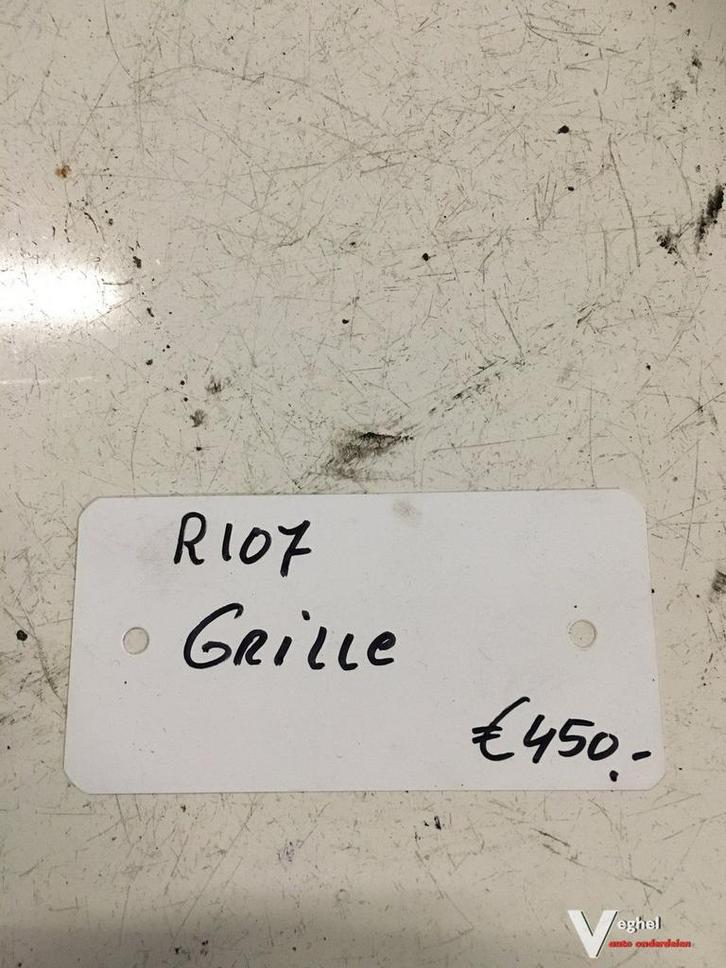 R107
Grille
€450.-
Veghel
auto onderdelen